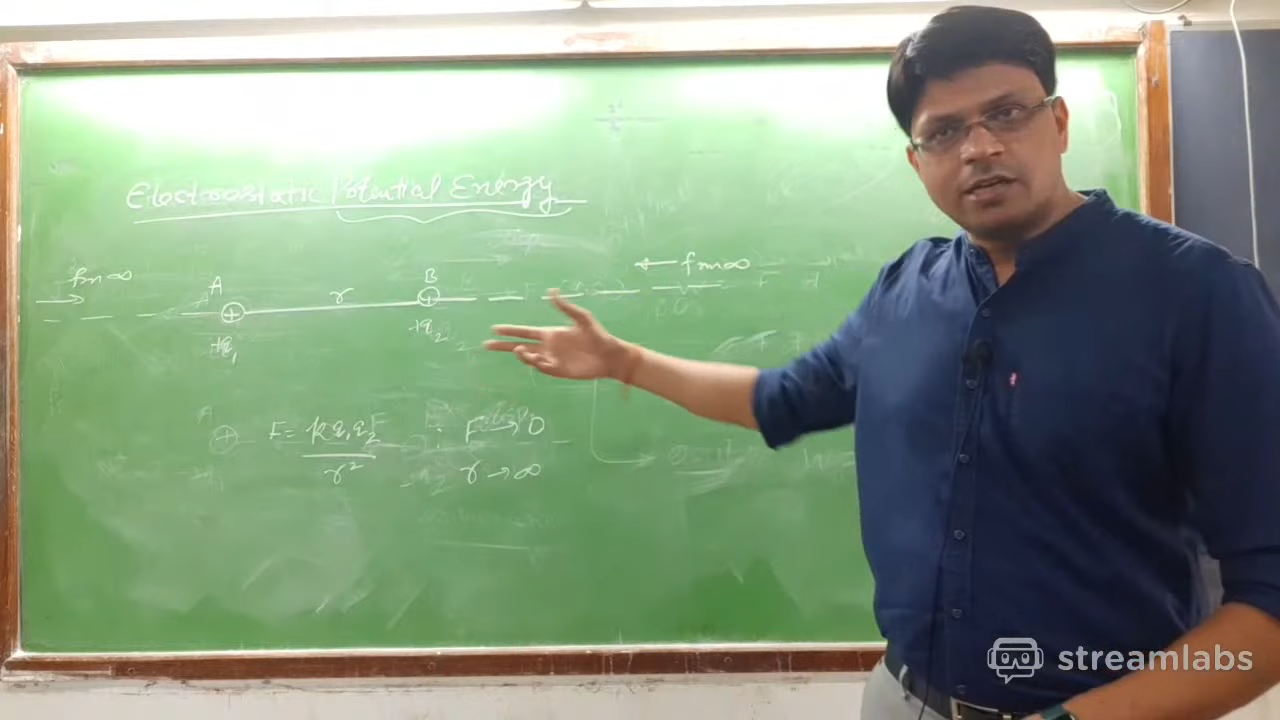 Electrostatic Potential Energy
from ∞
A
r
B
from ∞
+q₁
+q₂
F = kq₁q₂ / r² ; F → 0
r → ∞
streamlabs